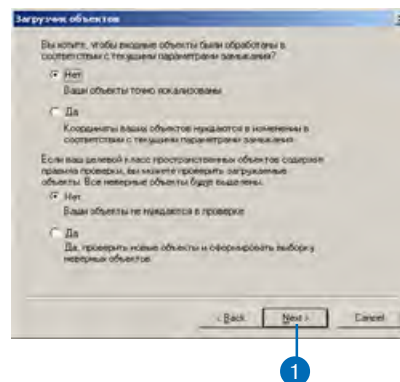 Загрузчик объектов
Вы хотите, чтобы входные объекты были обработаны в
соответствии с текущими параметрами замыкания?
Нет
Ваши объекты точно локализованы
Да
Координаты ваших объектов нуждаются в изменении в
соответствии с текущими параметрами замыкания
Если ваш целевой класс пространственных объектов содержит
правила проверки, вы можете проверить загружаемые
объекты. Все неверные объекты будут выделены.
Нет
Ваши объекты не нуждаются в проверке
Да
Да, проверить новые объекты и сформировать выборку
неверных объектов
< Back Next > Cancel
1